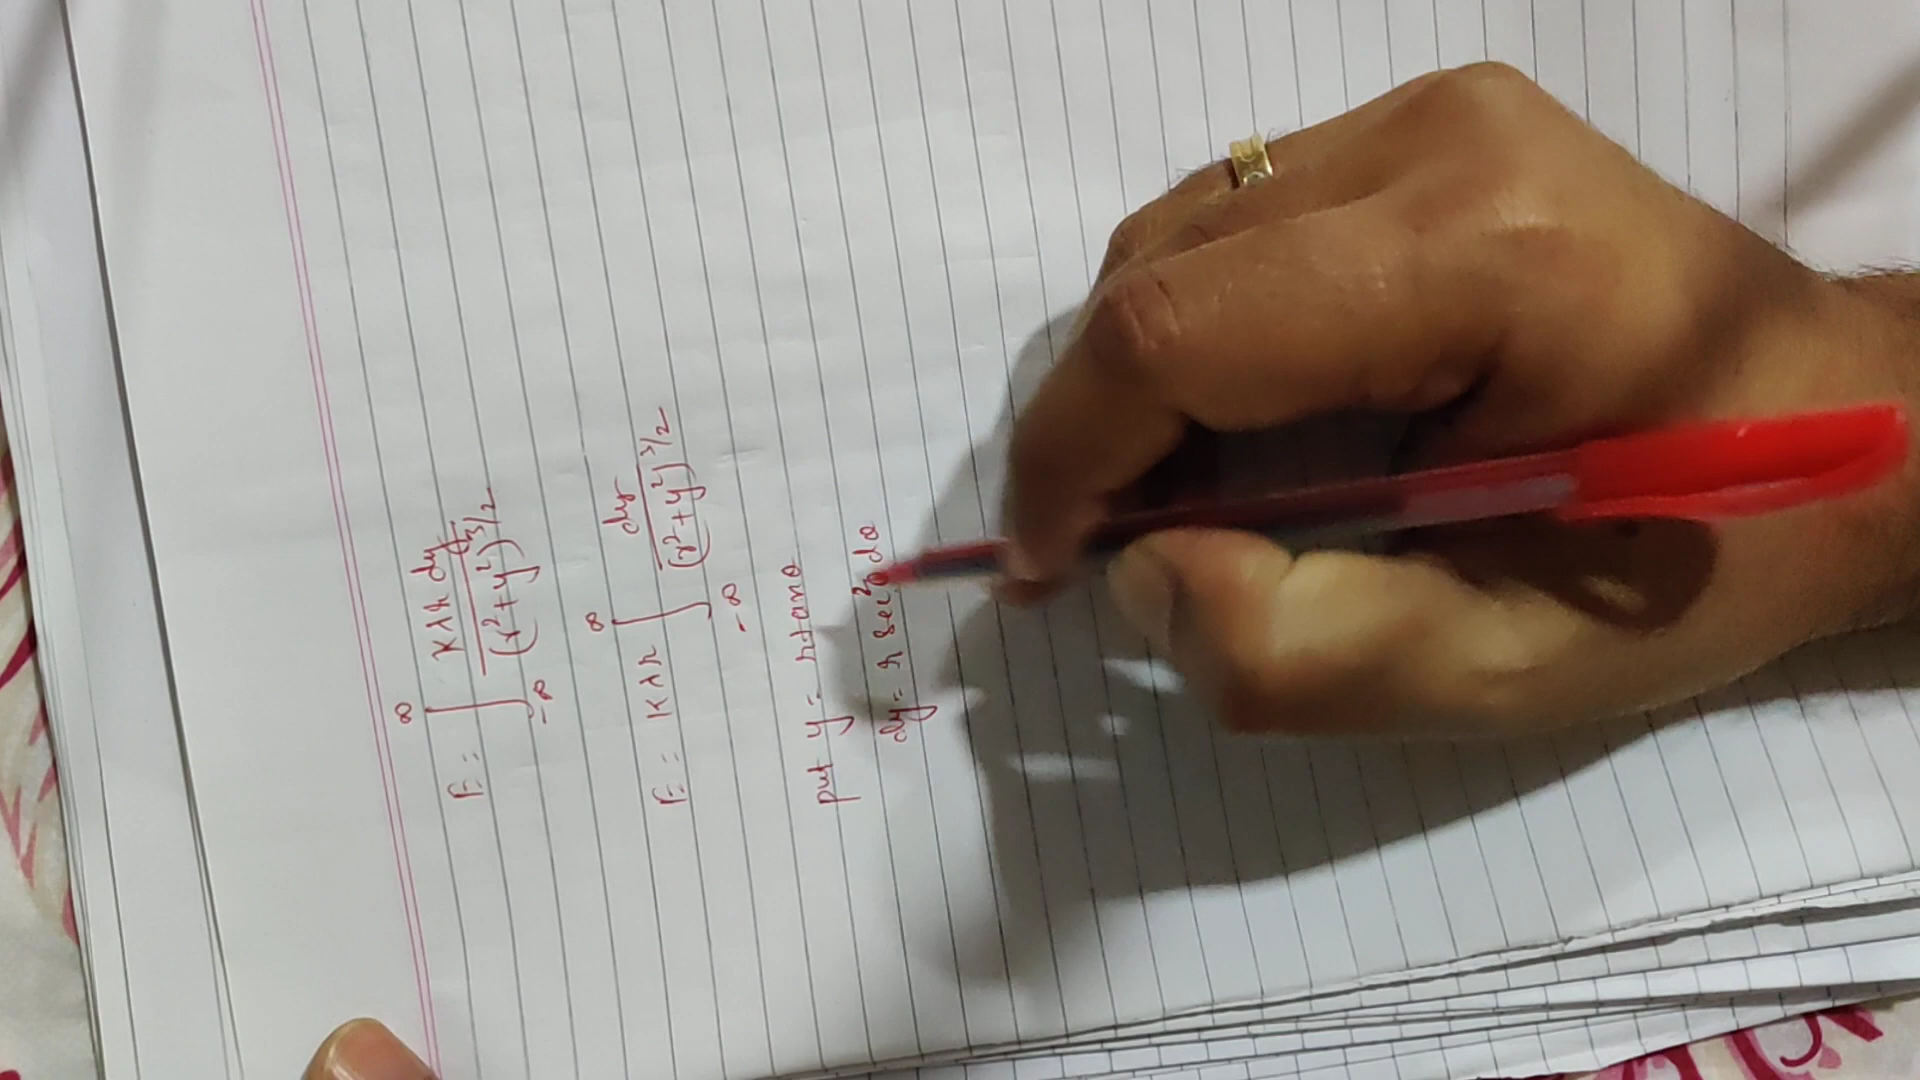 E = ∫_{-∞}^{∞} Kλr dy / (r²+y²)^{3/2}
E = Kλr ∫_{-∞}^{∞} dy / (r²+y²)^{3/2}
put y = r tanθ
dy = r sec²θ dθ